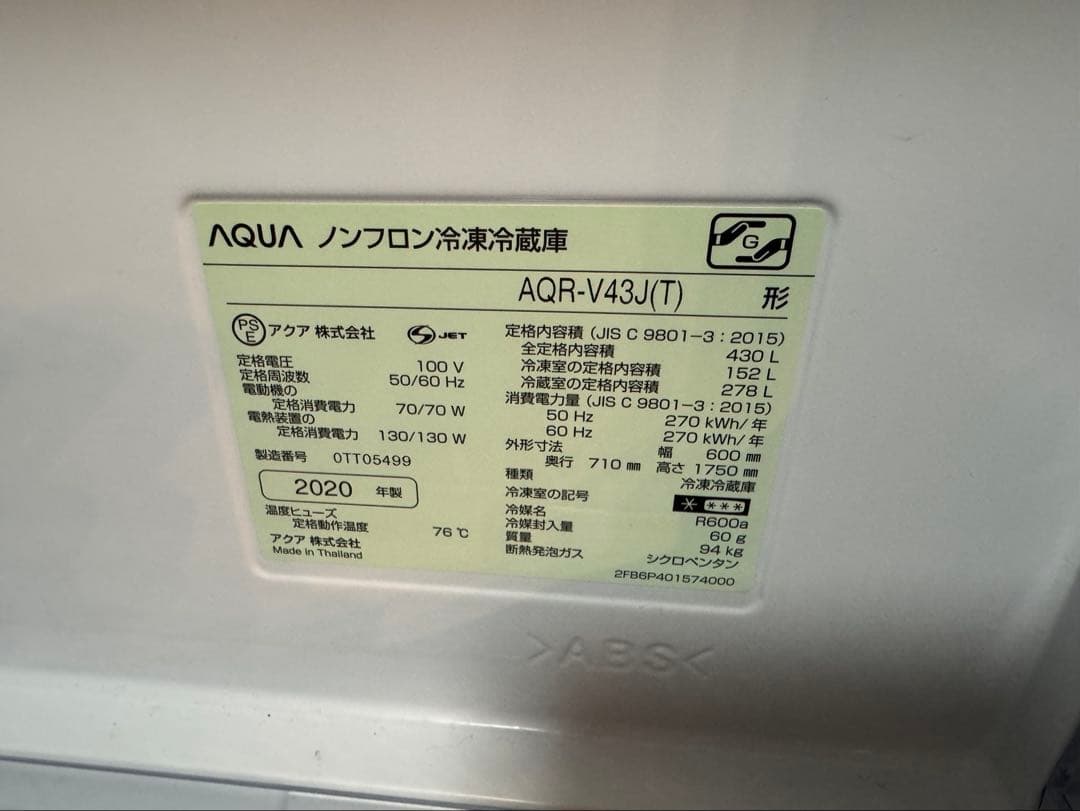 AQUA ノンフロン冷凍冷蔵庫
G
AQR-V43J(T) 形
PSE アクア 株式会社 JET
定格電圧 100 V
定格周波数 50/60 Hz
電動機の
定格消費電力 70/70 W
電熱装置の
定格消費電力 130/130 W
製造番号 0TT05499
2020 年製
温度ヒューズ
定格動作温度 76 ℃
アクア 株式会社
Made in Thailand
定格内容積 (JIS C 9801-3 : 2015)
全定格内容積 430 L
冷凍室の定格内容積 152 L
冷蔵室の定格内容積 278 L
消費電力量 (JIS C 9801-3 : 2015)
50 Hz 270 kWh/年
60 Hz 270 kWh/年
外形寸法 幅 600 ㎜
奥行 710 ㎜ 高さ 1750 ㎜
種類 冷凍冷蔵庫
冷凍室の記号 * ***
冷媒名 R600a
冷媒封入量 60 g
質量 94 kg
断熱発泡ガス シクロペンタン
2FB6P401574000
>ABS<